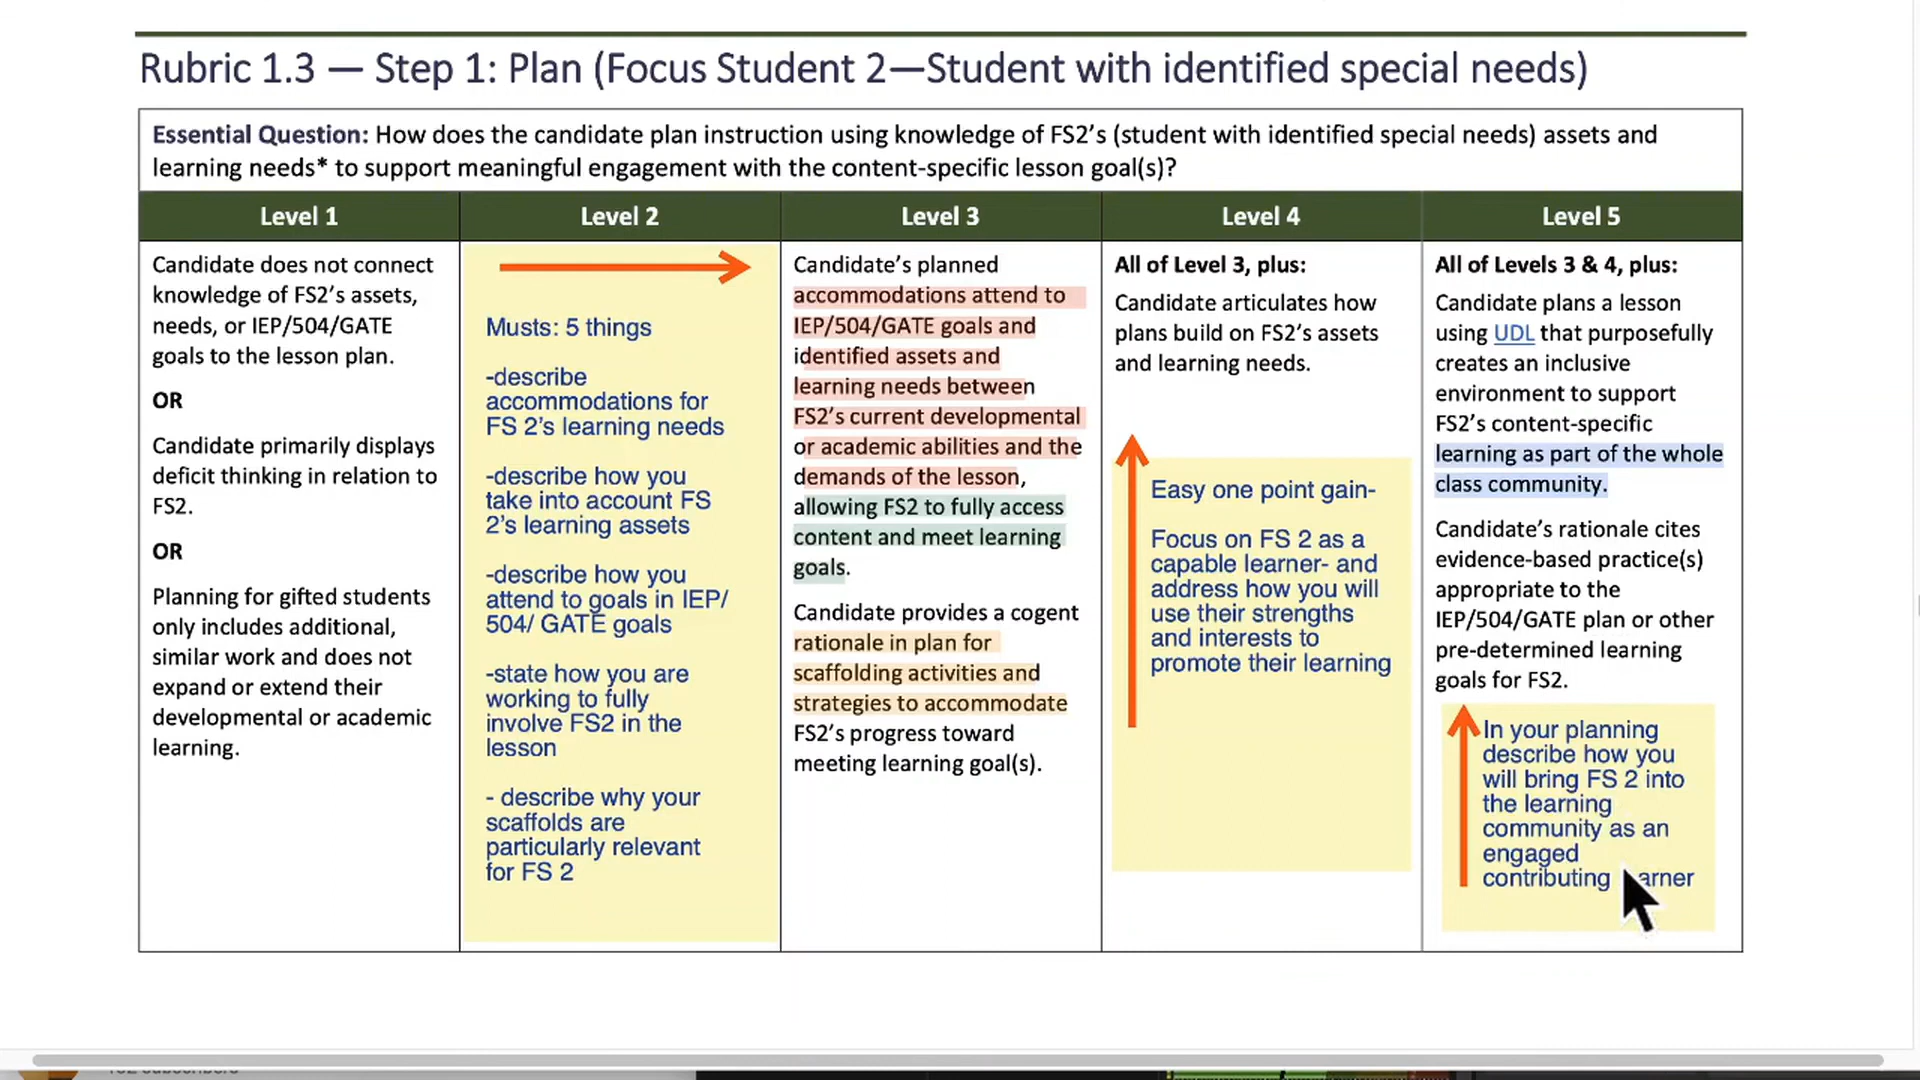 Rubric 1.3 — Step 1: Plan (Focus Student 2—Student with identified special needs)
Essential Question: How does the candidate plan instruction using knowledge of FS2's (student with identified special needs) assets and
learning needs* to support meaningful engagement with the content-specific lesson goal(s)?
Level 1
Level 2
Level 3
Level 4
Level 5
Candidate does not connect
knowledge of FS2's assets,
needs, or IEP/504/GATE
goals to the lesson plan.
OR
Candidate primarily displays
deficit thinking in relation to
FS2.
OR
Planning for gifted students
only includes additional,
similar work and does not
expand or extend their
developmental or academic
learning.
Musts: 5 things
-describe
accommodations for
FS 2's learning needs
-describe how you
take into account FS
2's learning assets
-describe how you
attend to goals in IEP/
504/ GATE goals
-state how you are
working to fully
involve FS2 in the
lesson
- describe why your
scaffolds are
particularly relevant
for FS 2
Candidate's planned
accommodations attend to
IEP/504/GATE goals and
identified assets and
learning needs between
FS2's current developmental
or academic abilities and the
demands of the lesson,
allowing FS2 to fully access
content and meet learning
goals.
Candidate provides a cogent
rationale in plan for
scaffolding activities and
strategies to accommodate
FS2's progress toward
meeting learning goal(s).
All of Level 3, plus:
Candidate articulates how
plans build on FS2's assets
and learning needs.
Easy one point gain-
Focus on FS 2 as a
capable learner- and
address how you will
use their strengths
and interests to
promote their learning
All of Levels 3 & 4, plus:
Candidate plans a lesson
using UDL that purposefully
creates an inclusive
environment to support
FS2's content-specific
learning as part of the whole
class community.
Candidate's rationale cites
evidence-based practice(s)
appropriate to the
IEP/504/GATE plan or other
pre-determined learning
goals for FS2.
In your planning
describe how you
will bring FS 2 into
the learning
community as an
engaged
contributing